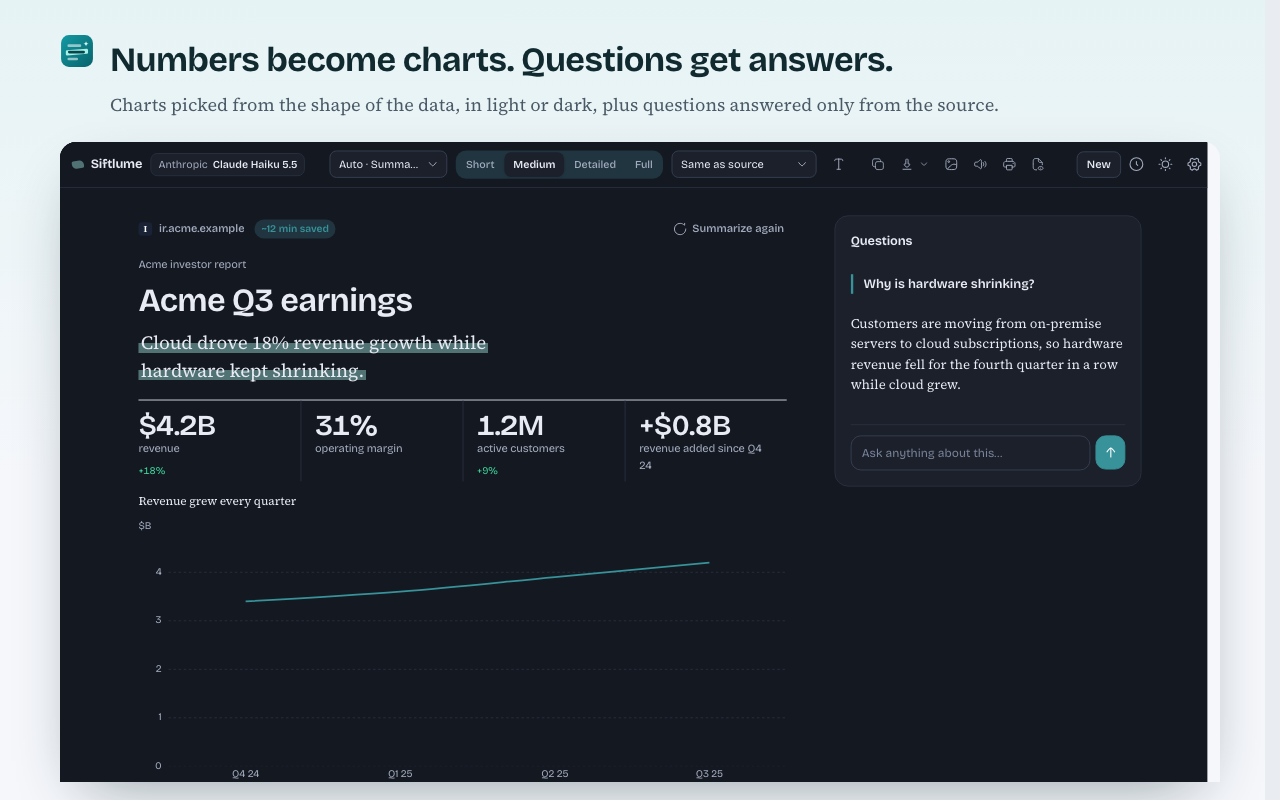 Numbers become charts. Questions get answers.
Charts picked from the shape of the data, in light or dark, plus questions answered only from the source.
Siftlume
Anthropic Claude Haiku 5.5
Auto · Summa...
Short
Medium
Detailed
Full
Same as source
New
I
ir.acme.example
~12 min saved
Summarize again
Acme investor report
Acme Q3 earnings
Cloud drove 18% revenue growth while
hardware kept shrinking.
$4.2B
revenue
+18%
31%
operating margin
1.2M
active customers
+9%
+$0.8B
revenue added since Q4
24
Revenue grew every quarter
$B
4
3
2
1
0
Q4 24
Q1 25
Q2 25
Q3 25
Questions
Why is hardware shrinking?
Customers are moving from on-premise
servers to cloud subscriptions, so hardware
revenue fell for the fourth quarter in a row
while cloud grew.
Ask anything about this...